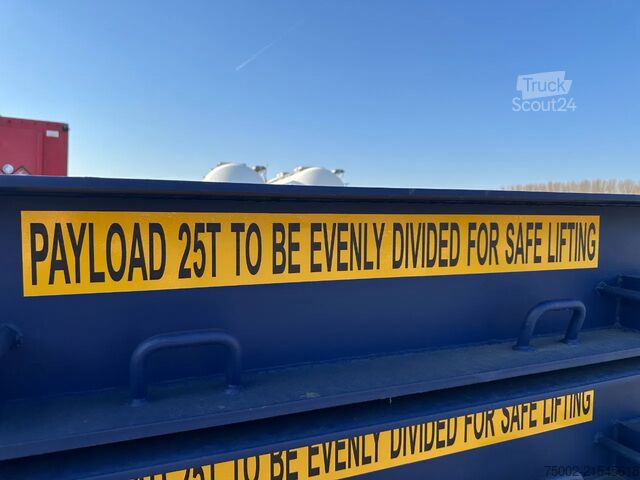 Truck
Scout24
PAYLOAD 25T TO BE EVENLY DIVIDED FOR SAFE LIFTING
25T TO BE EVENLY DIVIDED FOR SAFE LIFTING